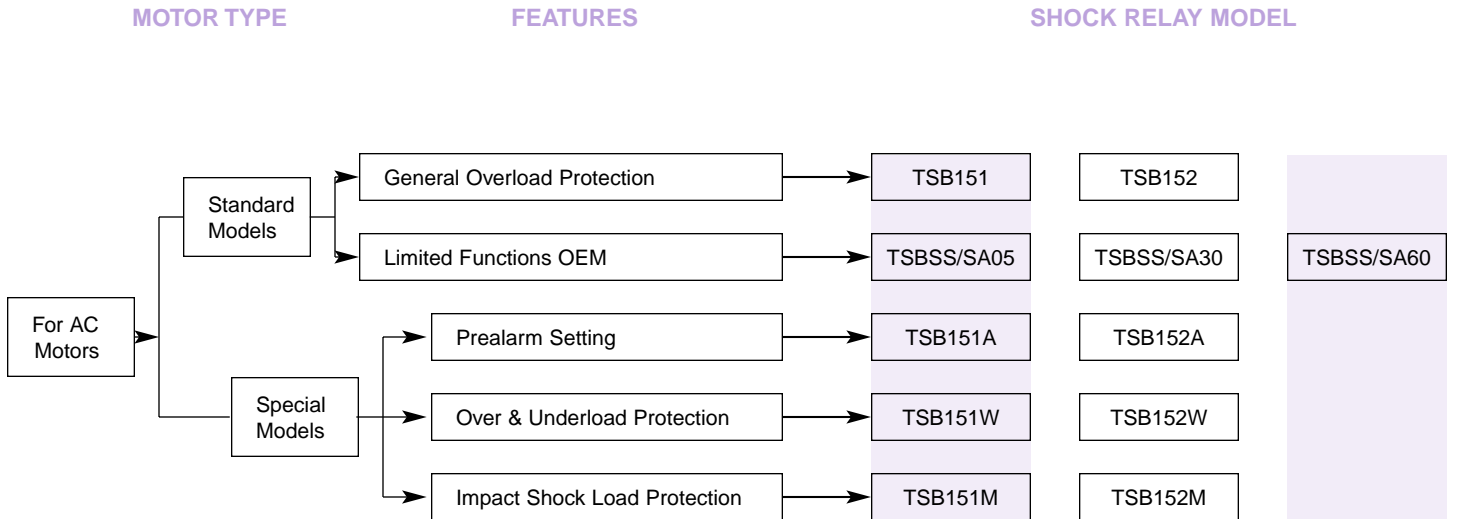 MOTOR TYPE FEATURES SHOCK RELAY MODEL
General Overload Protection TSB151 TSB152
Standard
Models
Limited Functions OEM TSBSS/SA05 TSBSS/SA30 TSBSS/SA60
For AC
Motors
Prealarm Setting TSB151A TSB152A
Special
Models
Over & Underload Protection TSB151W TSB152W
Impact Shock Load Protection TSB151M TSB152M